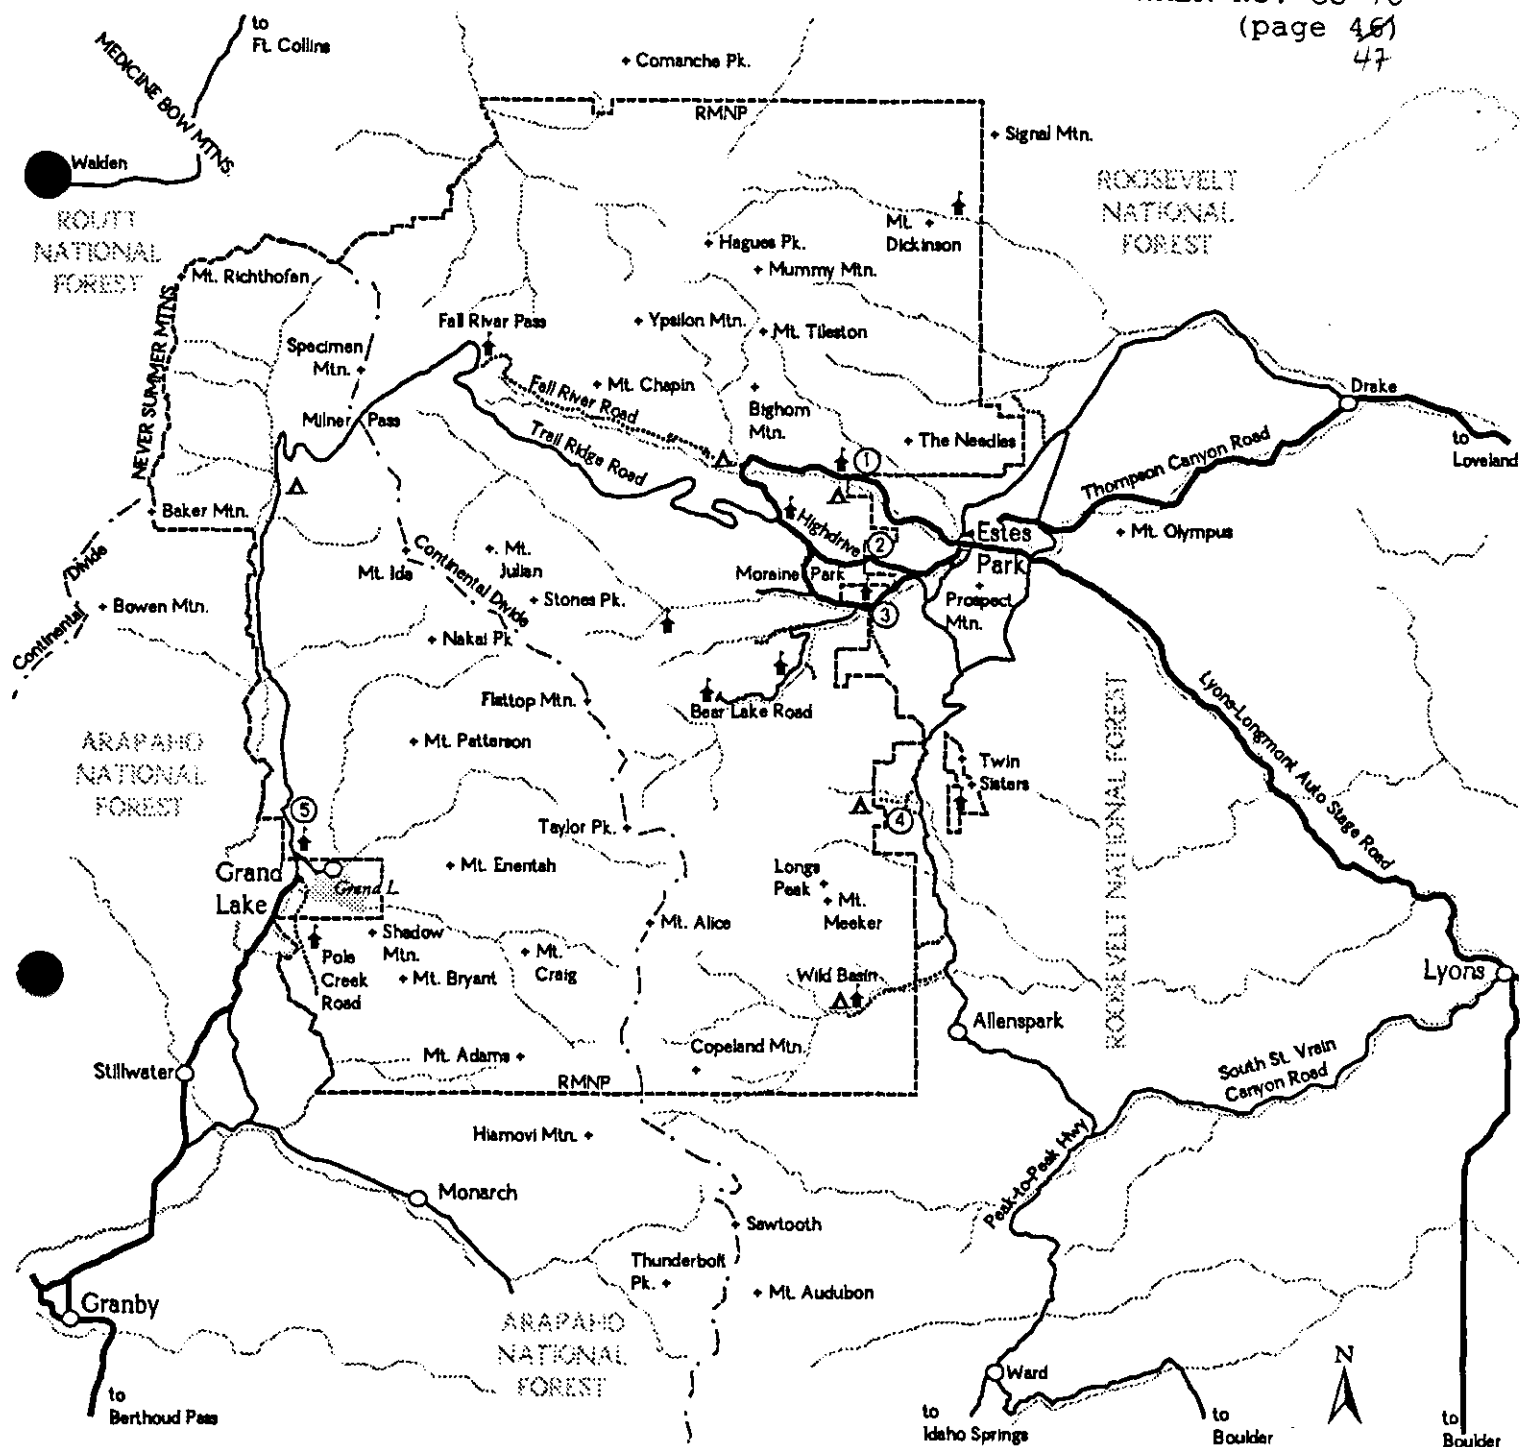 (page 46)
47
to
Ft. Collins
MEDICINE BOW MTNS.
Comanche Pk.
RMNP
Signal Mtn.
Walden
ROUTT
NATIONAL
FOREST
ROOSEVELT
NATIONAL
FOREST
Mt.
Dickinson
Hagues Pk.
Mummy Mtn.
Mt. Richthofen
NEVER SUMMER MTNS.
Fall River Pass
Ypsilon Mtn.
Mt. Tileston
Specimen
Mtn.
Mt. Chapin
Fall River Road
Bighorn
Mtn.
Drake
Milner Pass
Trail Ridge Road
The Needles
to
Loveland
1
Thompson Canyon Road
Baker Mtn.
Highdrive
Estes
Park
Mt. Olympus
2
Continental Divide
Mt. Ida
Mt.
Julian
Continental Divide
Moraine Park
Prospect
Mtn.
Bowen Mtn.
Stones Pk.
3
Nakai Pk
Flattop Mtn.
Bear Lake Road
Lyons-Longmont Auto Stage Road
ROOSEVELT NATIONAL FOREST
ARAPAHO
NATIONAL
FOREST
Mt. Patterson
Twin
Sisters
5
Taylor Pk.
4
Grand
Lake
Grand L.
Mt. Enentah
Longs
Peak
Mt.
Meeker
Shadow
Mtn.
Mt. Alice
Pole
Creek
Road
Mt. Bryant
Mt.
Craig
Wild Basin
Lyons
Allenspark
Stillwater
Mt. Adams
Copeland Mtn.
RMNP
South St. Vrain
Canyon Road
Hiamovi Mtn.
Peak-to-Peak Hwy
Monarch
Sawtooth
Thunderbolt
Pk.
Mt. Audubon
Granby
ARAPAHO
NATIONAL
FOREST
N
Ward
to
Berthoud Pass
to
Idaho Springs
to
Boulder
to
Boulder